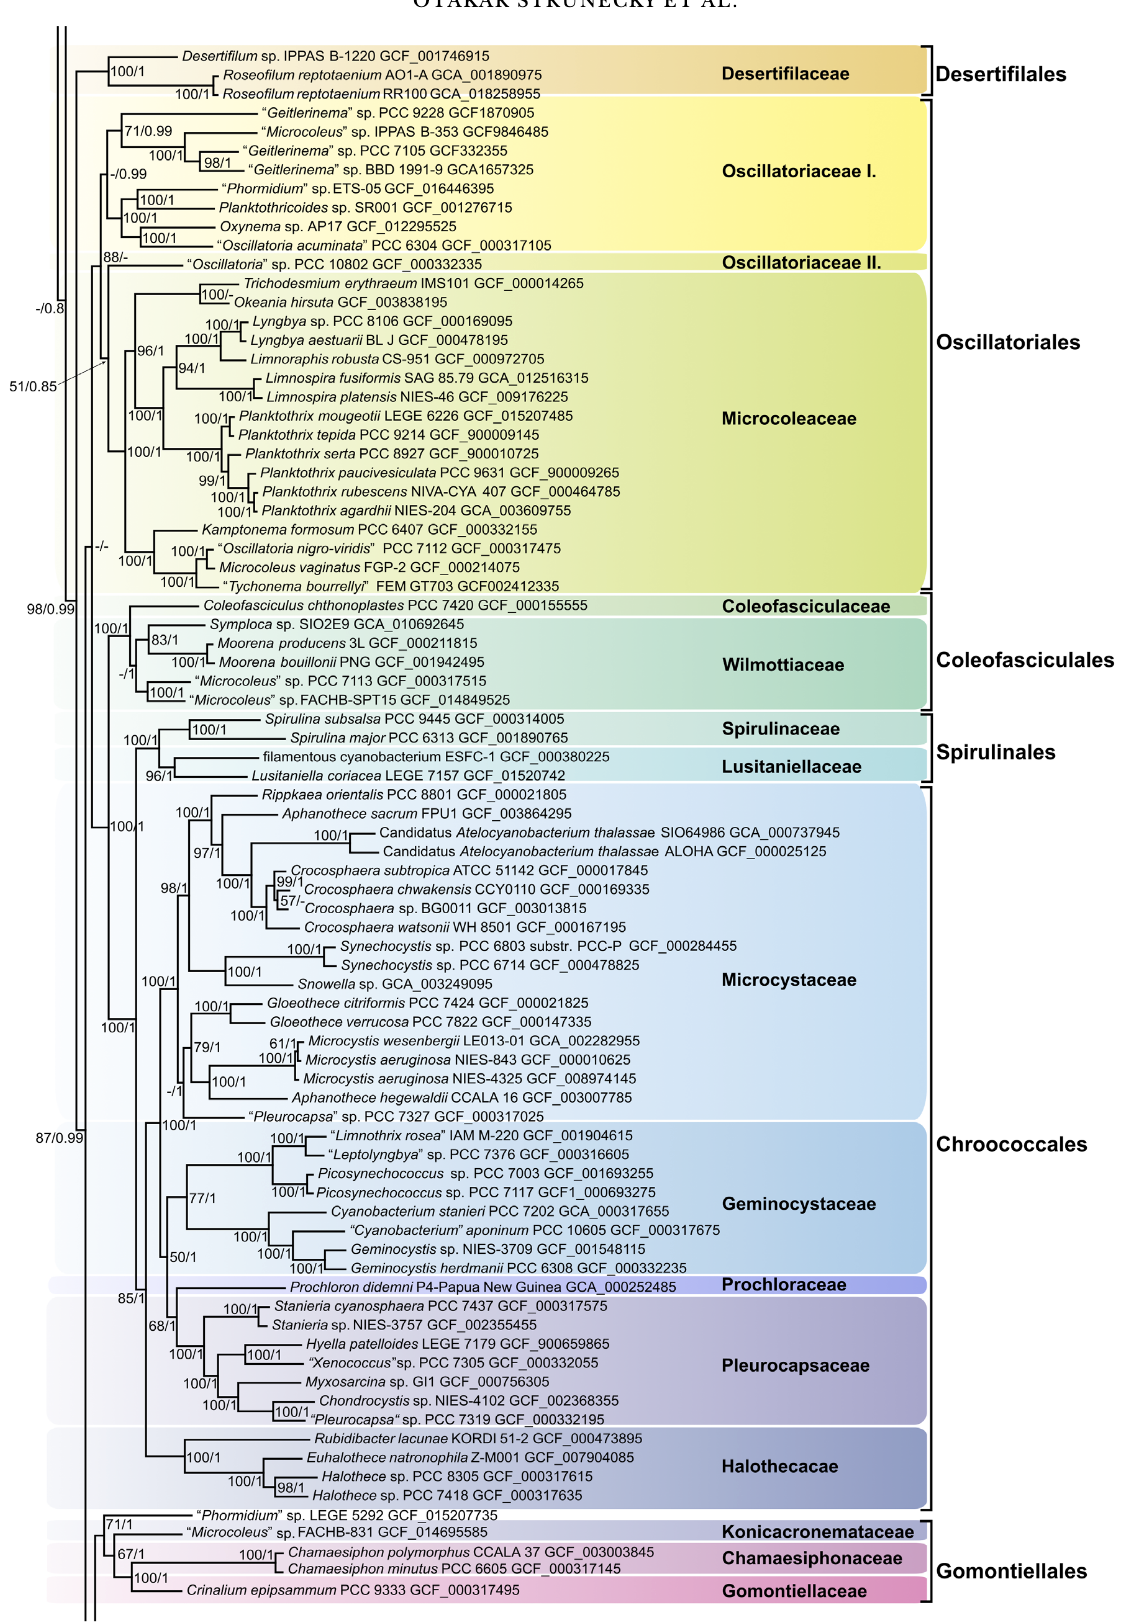 OTAKAR STRUNECKÝ ET AL.
Desertifilum sp. IPPAS B-1220 GCF_001746915
100/1
Roseofilum reptotaenium AO1-A GCA_001890975
Desertifilaceae
Desertifilales
100/1
Roseofilum reptotaenium RR100 GCA_018258955
"Geitlerinema" sp. PCC 9228 GCF1870905
71/0.99
"Microcoleus" sp. IPPAS B-353 GCF9846485
100/1
"Geitlerinema" sp. PCC 7105 GCF332355
98/1
"Geitlerinema" sp. BBD 1991-9 GCA1657325
Oscillatoriaceae I.
-/0.99
"Phormidium" sp. ETS-05 GCF_016446395
100/1
Planktothricoides sp. SR001 GCF_001276715
100/1
Oxynema sp. AP17 GCF_012295525
100/1
"Oscillatoria acuminata" PCC 6304 GCF_000317105
88/-
"Oscillatoria" sp. PCC 10802 GCF_000332335
Oscillatoriaceae II.
Trichodesmium erythraeum IMS101 GCF_000014265
100/-
Okeania hirsuta GCF_003838195
-/0.8
Lyngbya sp. PCC 8106 GCF_000169095
100/1
Lyngbya aestuarii BL J GCF_000478195
100/1
Oscillatoriales
96/1
Limnoraphis robusta CS-951 GCF_000972705
94/1
Limnospira fusiformis SAG 85.79 GCA_012516315
51/0.85
100/1
Limnospira platensis NIES-46 GCF_009176225
100/1
Planktothrix mougeotii LEGE 6226 GCF_015207485
100/1
Microcoleaceae
Planktothrix tepida PCC 9214 GCF_900009145
100/1
100/1
Planktothrix serta PCC 8927 GCF_900010725
Planktothrix paucivesiculata PCC 9631 GCF_900009265
99/1
Planktothrix rubescens NIVA-CYA 407 GCF_000464785
100/1
100/1
Planktothrix agardhii NIES-204 GCA_003609755
Kamptonema formosum PCC 6407 GCF_000332155
-/-
100/1
"Oscillatoria nigro-viridis" PCC 7112 GCF_000317475
100/1
Microcoleus vaginatus FGP-2 GCF_000214075
100/1
"Tychonema bourrellyi" FEM GT703 GCF002412335
98/0.99
Coleofasciculus chthonoplastes PCC 7420 GCF_000155555
Coleofasciculaceae
100/1
Symploca sp. SIO2E9 GCA_010692645
83/1
Moorena producens 3L GCF_000211815
100/1
Moorena bouillonii PNG GCF_001942495
Wilmottiaceae
Coleofasciculales
-/1
"Microcoleus" sp. PCC 7113 GCF_000317515
100/1
"Microcoleus" sp. FACHB-SPT15 GCF_014849525
Spirulina subsalsa PCC 9445 GCF_000314005
100/1
Spirulinaceae
100/1
Spirulina major PCC 6313 GCF_001890765
Spirulinales
filamentous cyanobacterium ESFC-1 GCF_000380225
Lusitaniellaceae
96/1
Lusitaniella coriacea LEGE 7157 GCF_01520742
Rippkaea orientalis PCC 8801 GCF_000021805
100/1
Aphanothece sacrum FPU1 GCF_003864295
100/1
100/1
Candidatus Atelocyanobacterium thalassae SIO64986 GCA_000737945
97/1
Candidatus Atelocyanobacterium thalassae ALOHA GCF_000025125
Crocosphaera subtropica ATCC 51142 GCF_000017845
100/1
99/1
98/1
Crocosphaera chwakensis CCY0110 GCF_000169335
57/-
Crocosphaera sp. BG0011 GCF_003013815
100/1
Crocosphaera watsonii WH 8501 GCF_000167195
100/1
Synechocystis sp. PCC 6803 substr. PCC-P GCF_000284455
Synechocystis sp. PCC 6714 GCF_000478825
100/1
100/1
Snowella sp. GCA_003249095
Microcystaceae
100/1
Gloeothece citriformis PCC 7424 GCF_000021825
100/1
Gloeothece verrucosa PCC 7822 GCF_000147335
61/1
Microcystis wesenbergii LE013-01 GCA_002282955
79/1
100/1
Microcystis aeruginosa NIES-843 GCF_000010625
100/1
Microcystis aeruginosa NIES-4325 GCF_008974145
-/1
Aphanothece hegewaldii CCALA 16 GCF_003007785
"Pleurocapsa" sp. PCC 7327 GCF_000317025
100/1
87/0.99
100/1
"Limnothrix rosea" IAM M-220 GCF_001904615
Chroococcales
100/1
"Leptolyngbya" sp. PCC 7376 GCF_000316605
Picosynechococcus sp. PCC 7003 GCF_001693255
100/1
Picosynechococcus sp. PCC 7117 GCF1_000693275
77/1
Geminocystaceae
Cyanobacterium stanieri PCC 7202 GCA_000317655
100/1
"Cyanobacterium" aponinum PCC 10605 GCF_000317675
100/1
50/1
Geminocystis sp. NIES-3709 GCF_001548115
100/1
Geminocystis herdmanii PCC 6308 GCF_000332235
Prochloron didemni P4-Papua New Guinea GCA_000252485
Prochloraceae
85/1
100/1
Stanieria cyanosphaera PCC 7437 GCF_000317575
68/1
Stanieria sp. NIES-3757 GCF_002355455
Hyella patelloides LEGE 7179 GCF_900659865
100/1
100/1
"Xenococcus"sp. PCC 7305 GCF_000332055
Pleurocapsaceae
100/1
Myxosarcina sp. GI1 GCF_000756305
100/1
Chondrocystis sp. NIES-4102 GCF_002368355
100/1
"Pleurocapsa" sp. PCC 7319 GCF_000332195
Rubidibacter lacunae KORDI 51-2 GCF_000473895
100/1
Euhalothece natronophila Z-M001 GCF_007904085
Halothecacae
100/1
Halothece sp. PCC 8305 GCF_000317615
98/1
Halothece sp. PCC 7418 GCF_000317635
"Phormidium" sp. LEGE 5292 GCF_015207735
71/1
"Microcoleus" sp. FACHB-831 GCF_014695585
Konicacronemataceae
67/1
100/1
Chamaesiphon polymorphus CCALA 37 GCF_003003845
Chamaesiphonaceae
Chamaesiphon minutus PCC 6605 GCF_000317145
Gomontiellales
100/1
Crinalium epipsammum PCC 9333 GCF_000317495
Gomontiellaceae